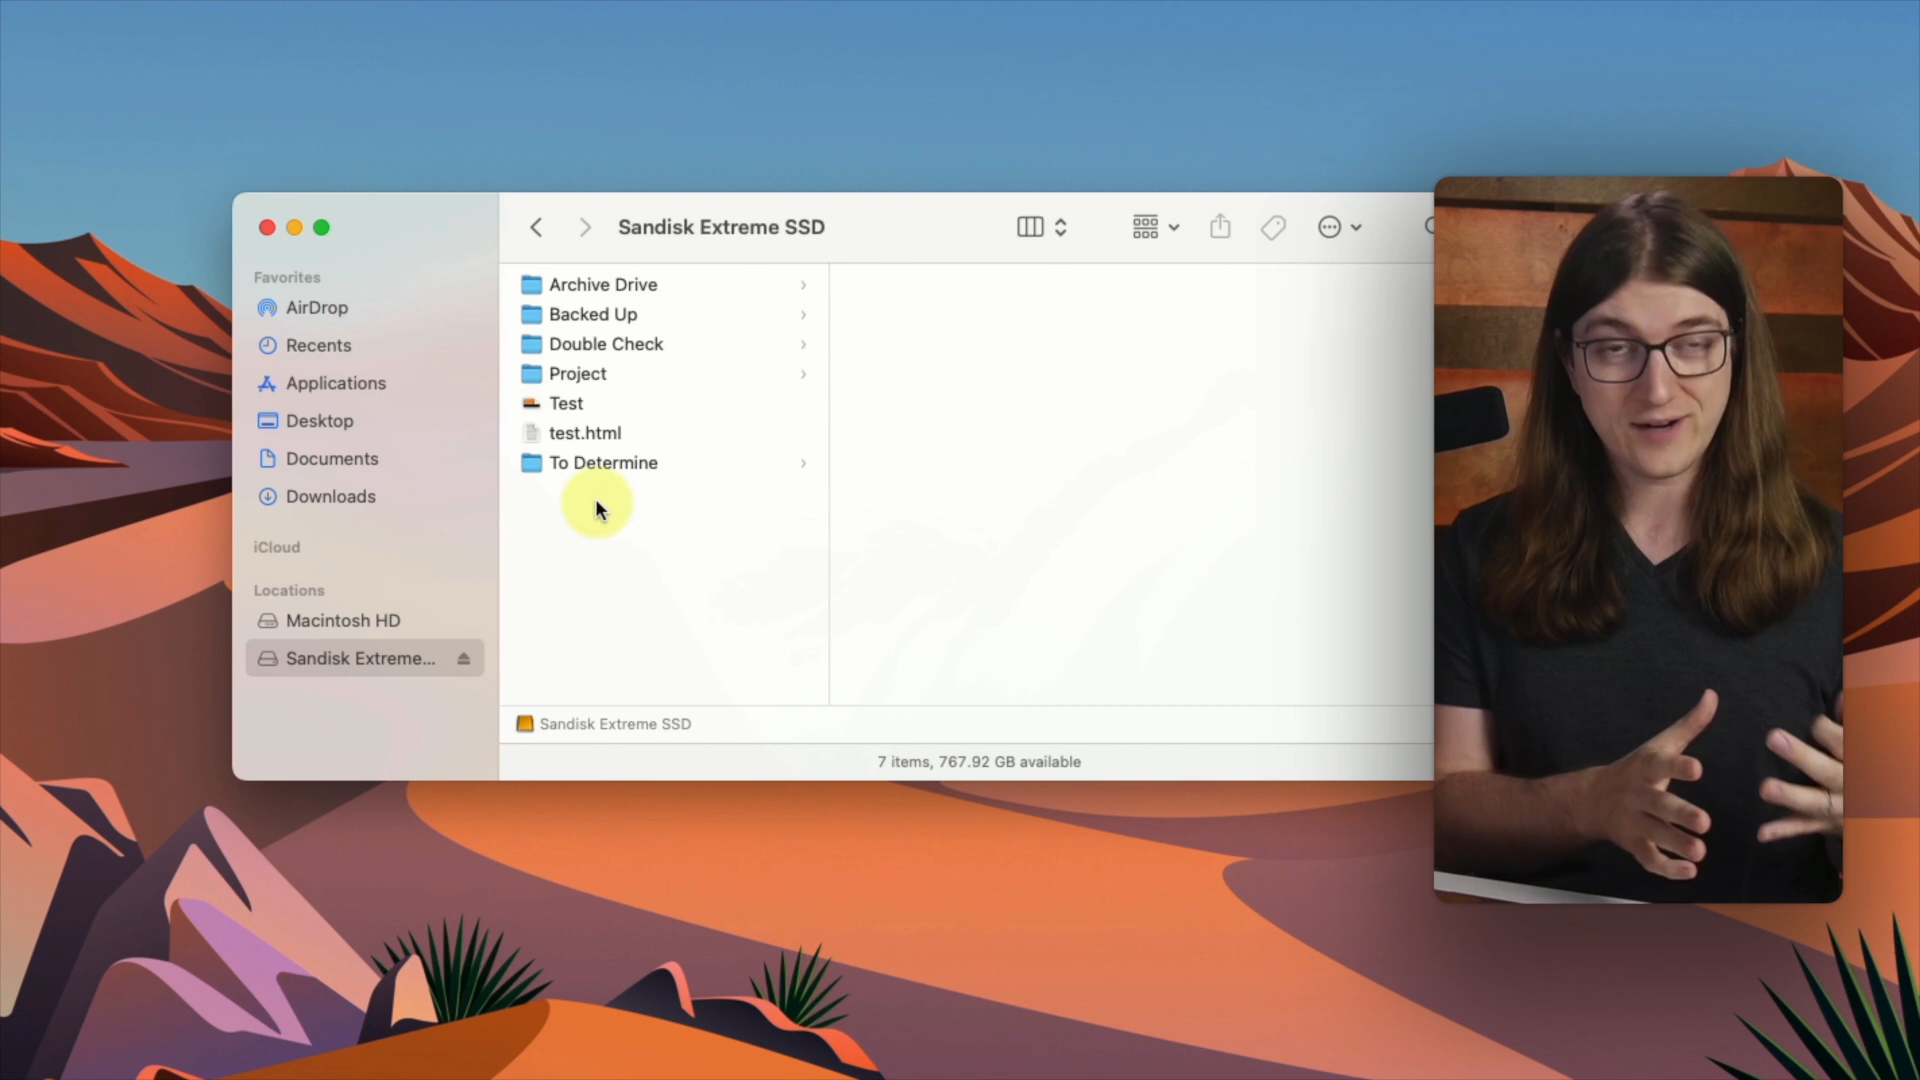 Sandisk Extreme SSD
Favorites
AirDrop
Recents
Applications
Desktop
Documents
Downloads
iCloud
Locations
Macintosh HD
Sandisk Extreme...
Archive Drive
Backed Up
Double Check
Project
Test
test.html
To Determine
Sandisk Extreme SSD
7 items, 767.92 GB available